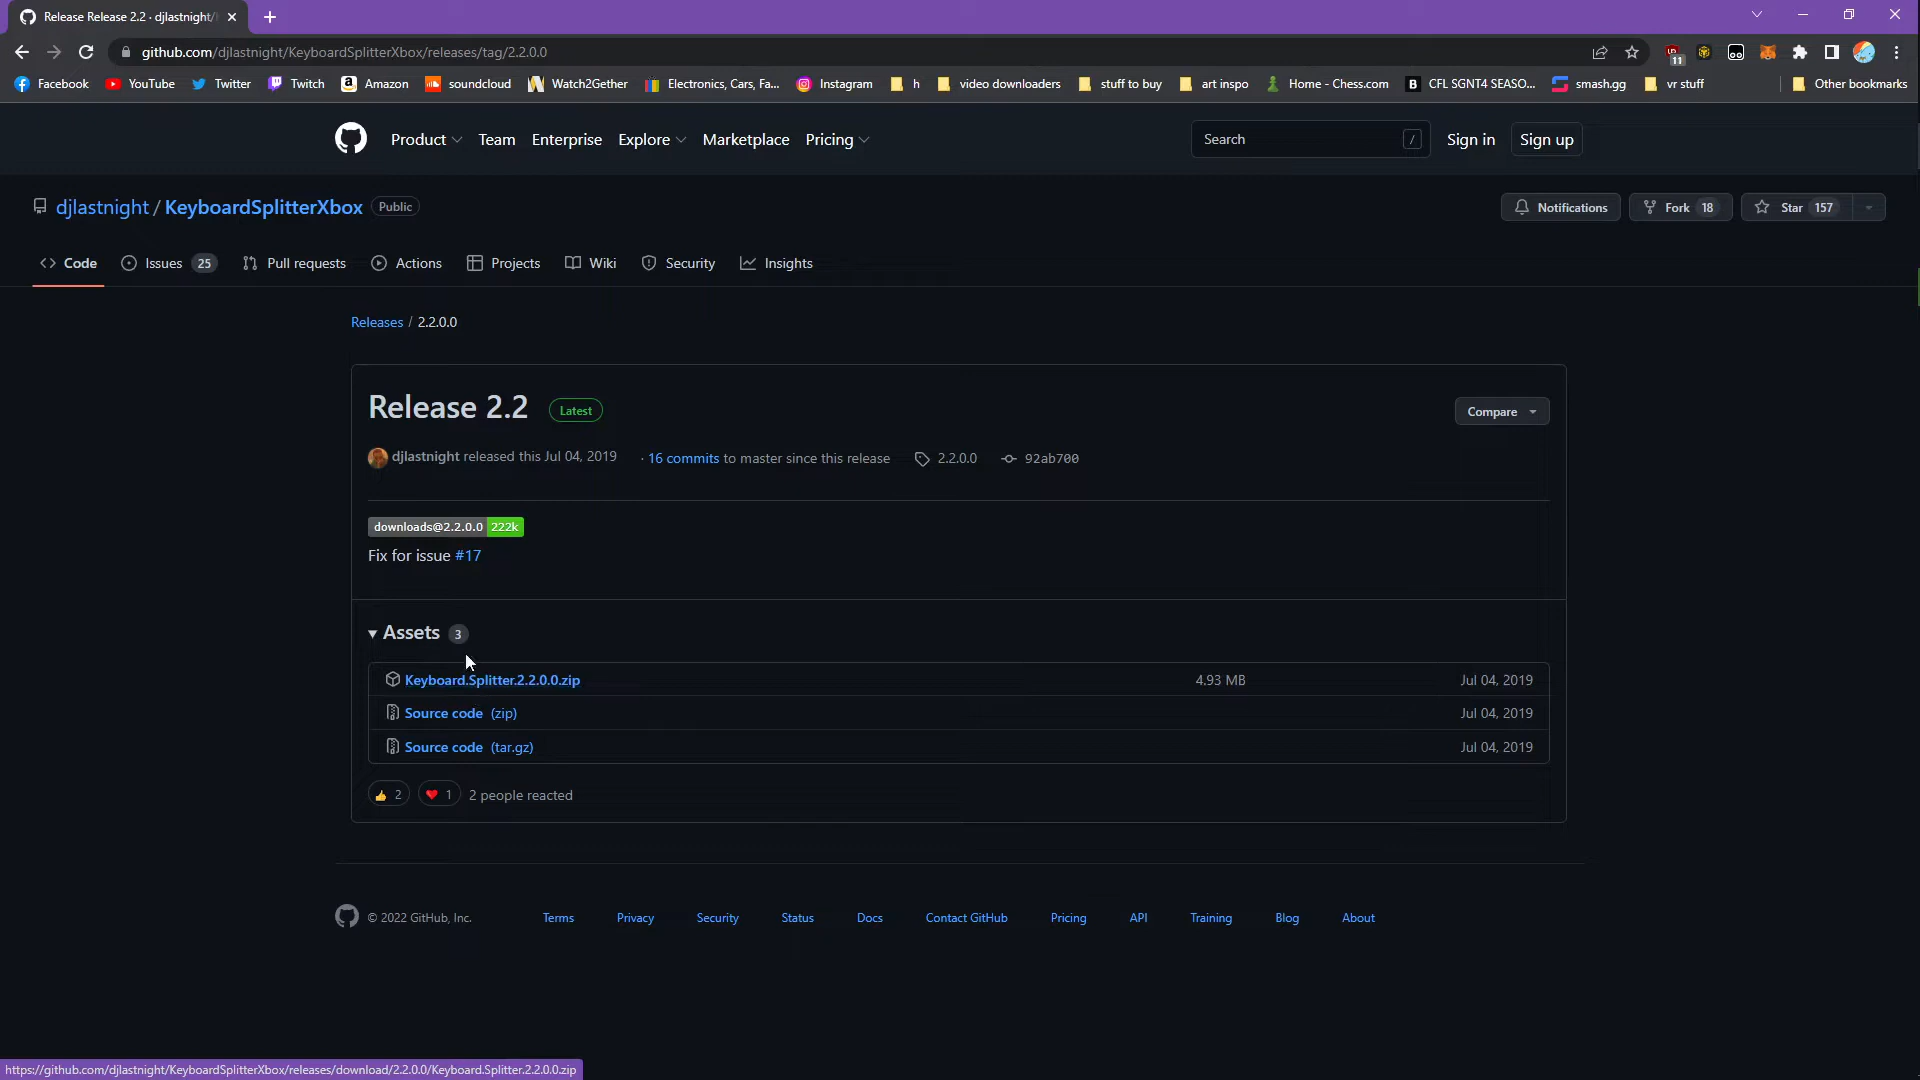 Release Release 2.2 · djlastnight/
github.com/djlastnight/KeyboardSplitterXbox/releases/tag/2.2.0.0
11
Facebook YouTube Twitter Twitch Amazon soundcloud Watch2Gether Electronics, Cars, Fa... Instagram h video downloaders stuff to buy art inspo Home - Chess.com CFL SGNT4 SEASO... smash.gg vr stuff Other bookmarks
Product Team Enterprise Explore Marketplace Pricing Search / Sign in Sign up
djlastnight / KeyboardSplitterXbox Public Notifications Fork 18 Star 157
Code Issues 25 Pull requests Actions Projects Wiki Security Insights
Releases / 2.2.0.0
Release 2.2 Latest Compare
djlastnight released this Jul 04, 2019 · 16 commits to master since this release 2.2.0.0 92ab700
downloads@2.2.0.0 222k
Fix for issue #17
Assets 3
Keyboard.Splitter.2.2.0.0.zip 4.93 MB Jul 04, 2019
Source code (zip) Jul 04, 2019
Source code (tar.gz) Jul 04, 2019
2 1 2 people reacted
© 2022 GitHub, Inc. Terms Privacy Security Status Docs Contact GitHub Pricing API Training Blog About
https://github.com/djlastnight/KeyboardSplitterXbox/releases/download/2.2.0.0/Keyboard.Splitter.2.2.0.0.zip